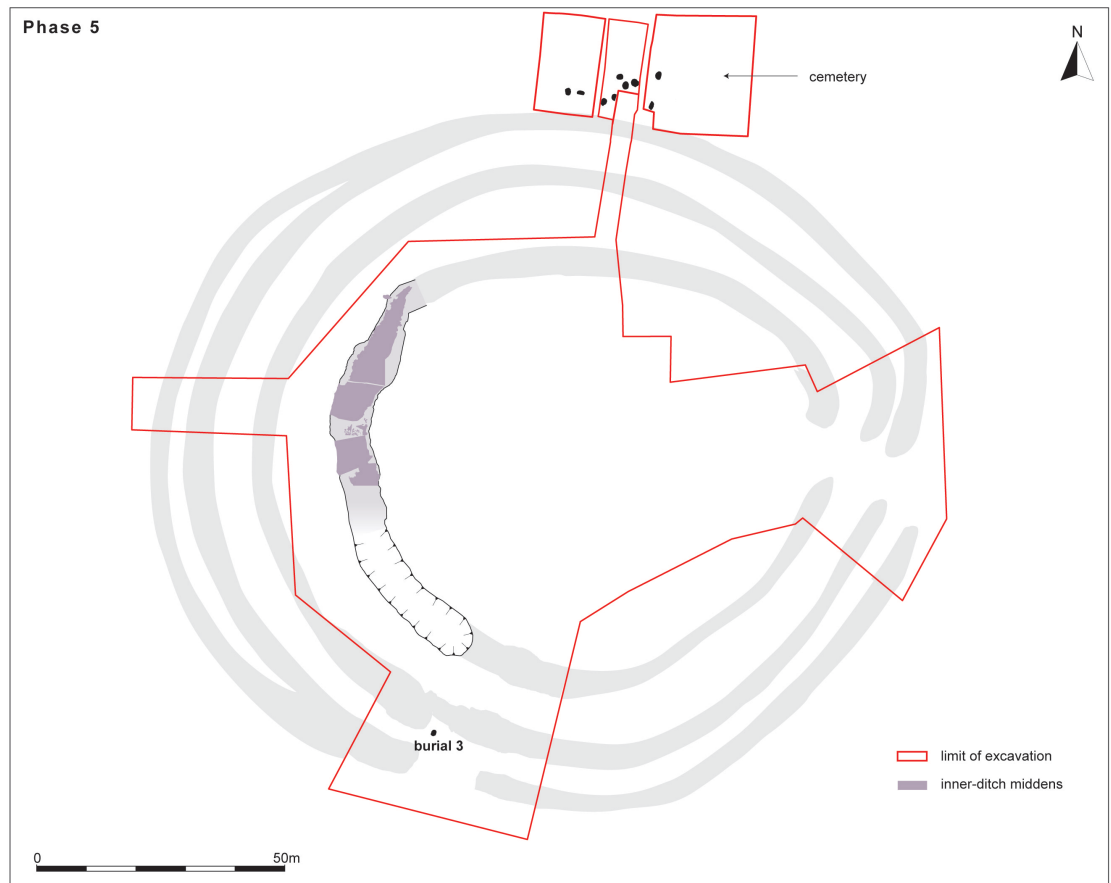 Phase 5
N
cemetery
burial 3
limit of excavation
inner-ditch middens
0 50m